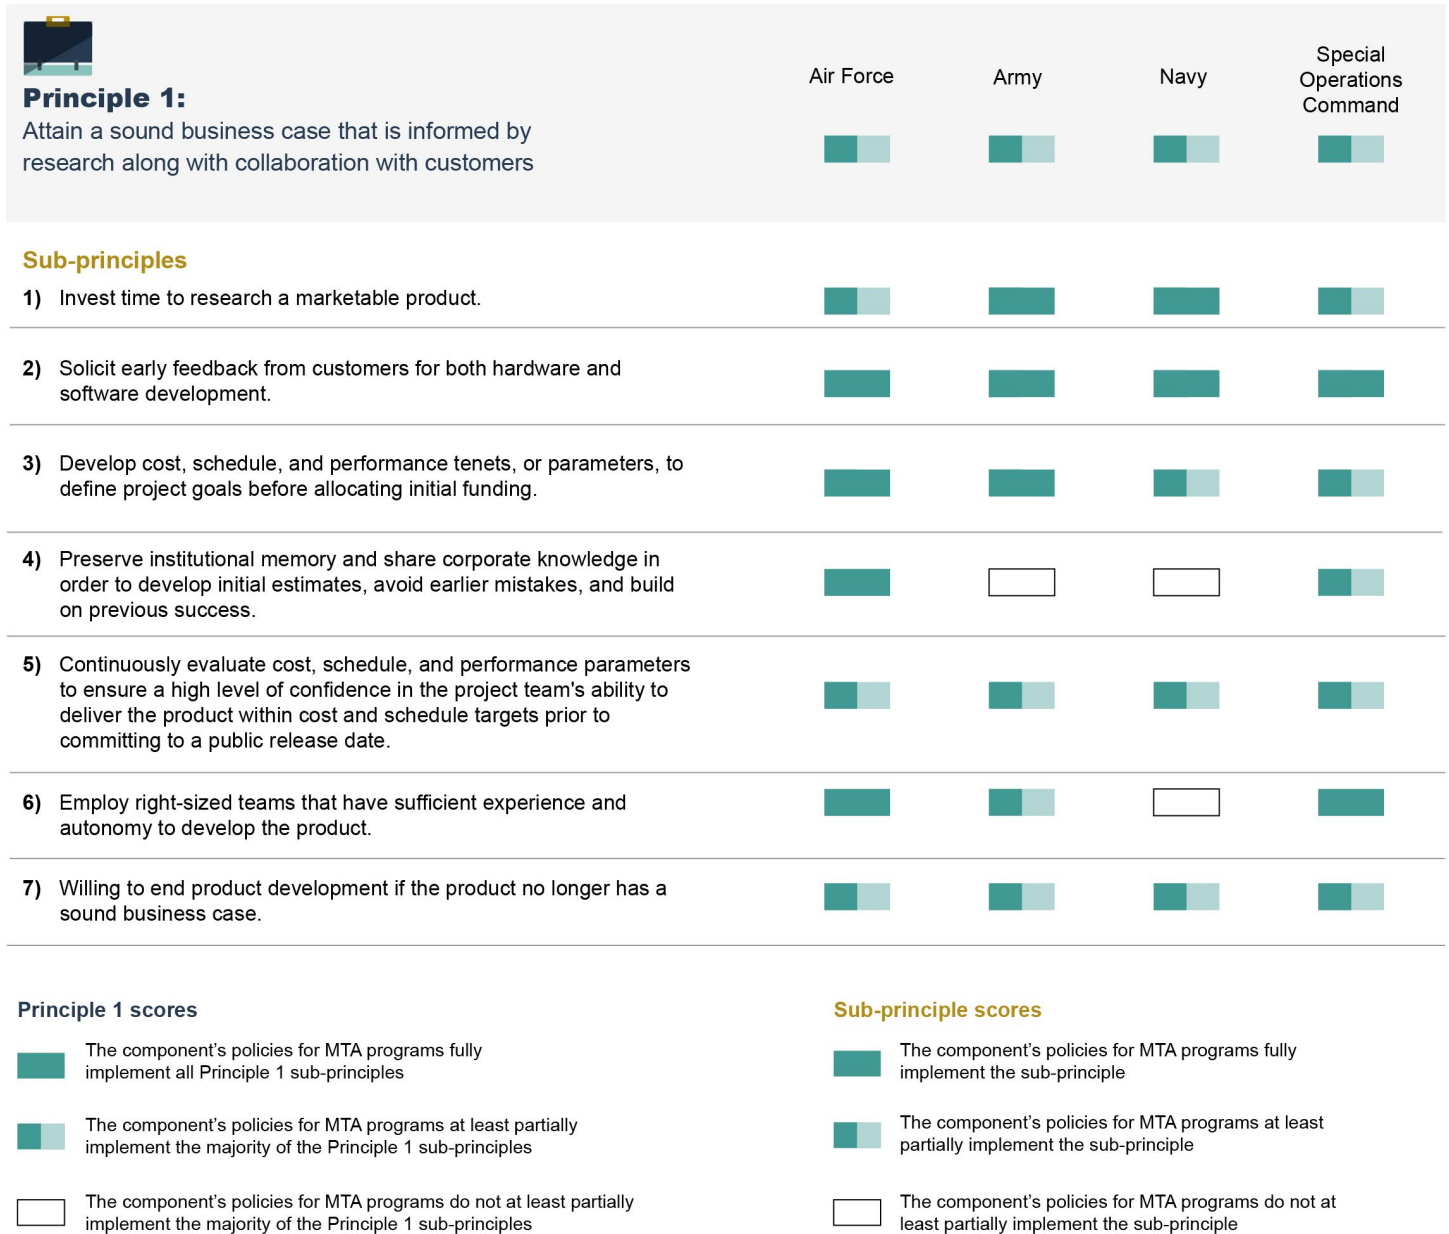 Principle 1:
Attain a sound business case that is informed by
research along with collaboration with customers
Air Force
Army
Navy
Special
Operations
Command
Sub-principles
1) Invest time to research a marketable product.
2) Solicit early feedback from customers for both hardware and
software development.
3) Develop cost, schedule, and performance tenets, or parameters, to
define project goals before allocating initial funding.
4) Preserve institutional memory and share corporate knowledge in
order to develop initial estimates, avoid earlier mistakes, and build
on previous success.
5) Continuously evaluate cost, schedule, and performance parameters
to ensure a high level of confidence in the project team's ability to
deliver the product within cost and schedule targets prior to
committing to a public release date.
6) Employ right-sized teams that have sufficient experience and
autonomy to develop the product.
7) Willing to end product development if the product no longer has a
sound business case.
Principle 1 scores
The component’s policies for MTA programs fully
implement all Principle 1 sub-principles
The component’s policies for MTA programs at least partially
implement the majority of the Principle 1 sub-principles
The component’s policies for MTA programs do not at least partially
implement the majority of the Principle 1 sub-principles
Sub-principle scores
The component’s policies for MTA programs fully
implement the sub-principle
The component’s policies for MTA programs at least
partially implement the sub-principle
The component’s policies for MTA programs do not at
least partially implement the sub-principle